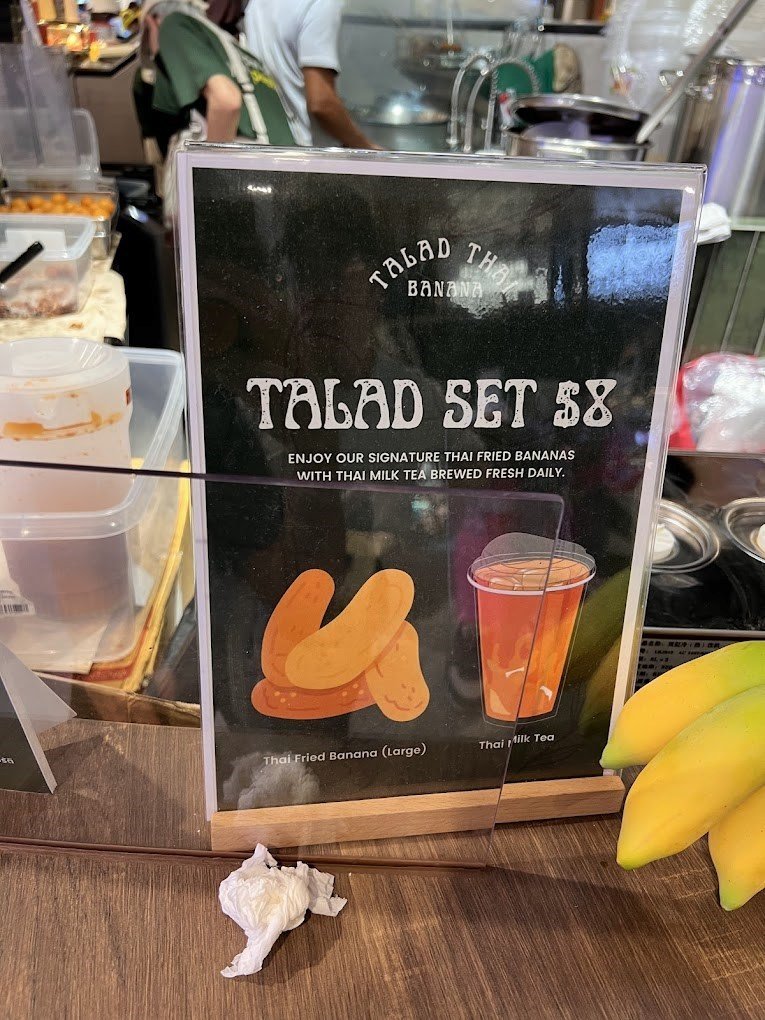 TALAD THAI
BANANA
TALAD SET $8
ENJOY OUR SIGNATURE THAI FRIED BANANAS
WITH THAI MILK TEA BREWED FRESH DAILY.
Thai Fried Banana (Large)
Thai Milk Tea